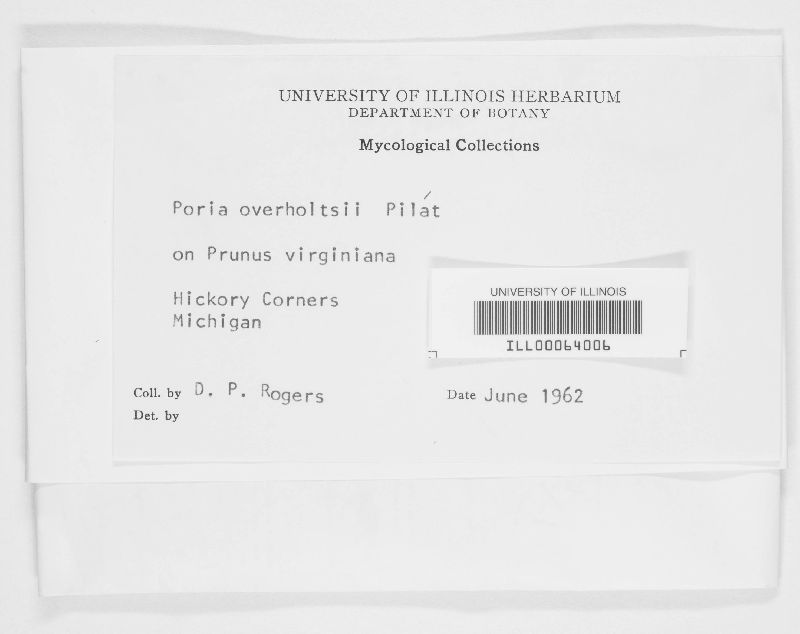 UNIVERSITY OF ILLINOIS HERBARIUM
DEPARTMENT OF BOTANY
Mycological Collections
Poria overholtsii Pilát
on Prunus virginiana
Hickory Corners
Michigan
UNIVERSITY OF ILLINOIS
ILL00064006
Coll. by D. P. Rogers
Date June 1962
Det. by